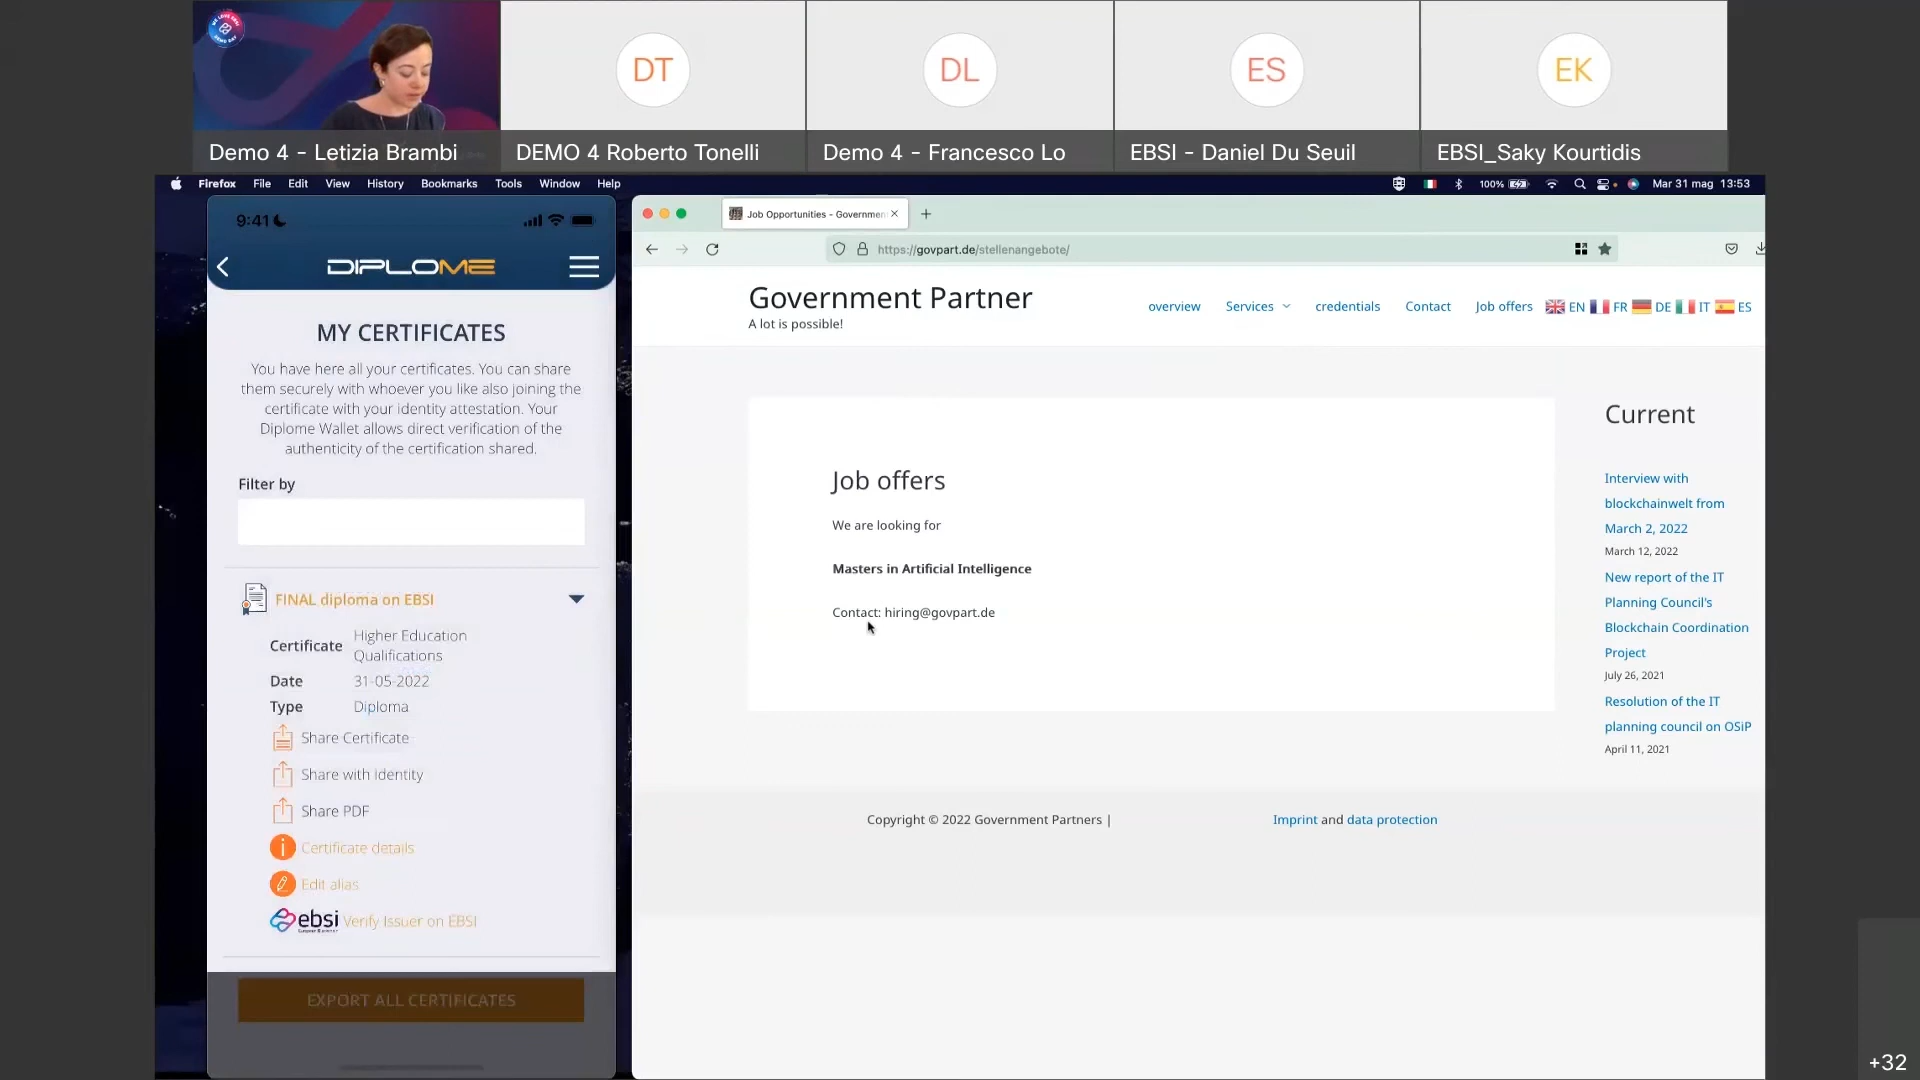 WE LOVE EBSI
DEMO DAY
DT
DL
ES
EK
Demo 4 - Letizia Brambi
DEMO 4 Roberto Tonelli
Demo 4 - Francesco Lo
EBSI - Daniel Du Seuil
EBSI_Saky Kourtidis
Firefox File Edit View History Bookmarks Tools Window Help
100% Mar 31 mag 13:53
9:41
DIPLOME
MY CERTIFICATES
You have here all your certificates. You can share
them securely with whoever you like also joining the
certificate with your identity attestation. Your
Diplome Wallet allows direct verification of the
authenticity of the certification shared.
Filter by
FINAL diploma on EBSI
Certificate Higher Education
Qualifications
Date 31-05-2022
Type Diploma
Share Certificate
Share with identity
Share PDF
Certificate details
Edit alias
ebsi Verify Issuer on EBSI
EXPORT ALL CERTIFICATES
Job Opportunities - Governmen
https://govpart.de/stellenangebote/
Government Partner
A lot is possible!
overview Services credentials Contact Job offers EN FR DE IT ES
Job offers
We are looking for
Masters in Artificial Intelligence
Contact: hiring@govpart.de
Current
Interview with
blockchainwelt from
March 2, 2022
March 12, 2022
New report of the IT
Planning Council's
Blockchain Coordination
Project
July 26, 2021
Resolution of the IT
planning council on OSiP
April 11, 2021
Copyright © 2022 Government Partners |
Imprint and data protection
+32